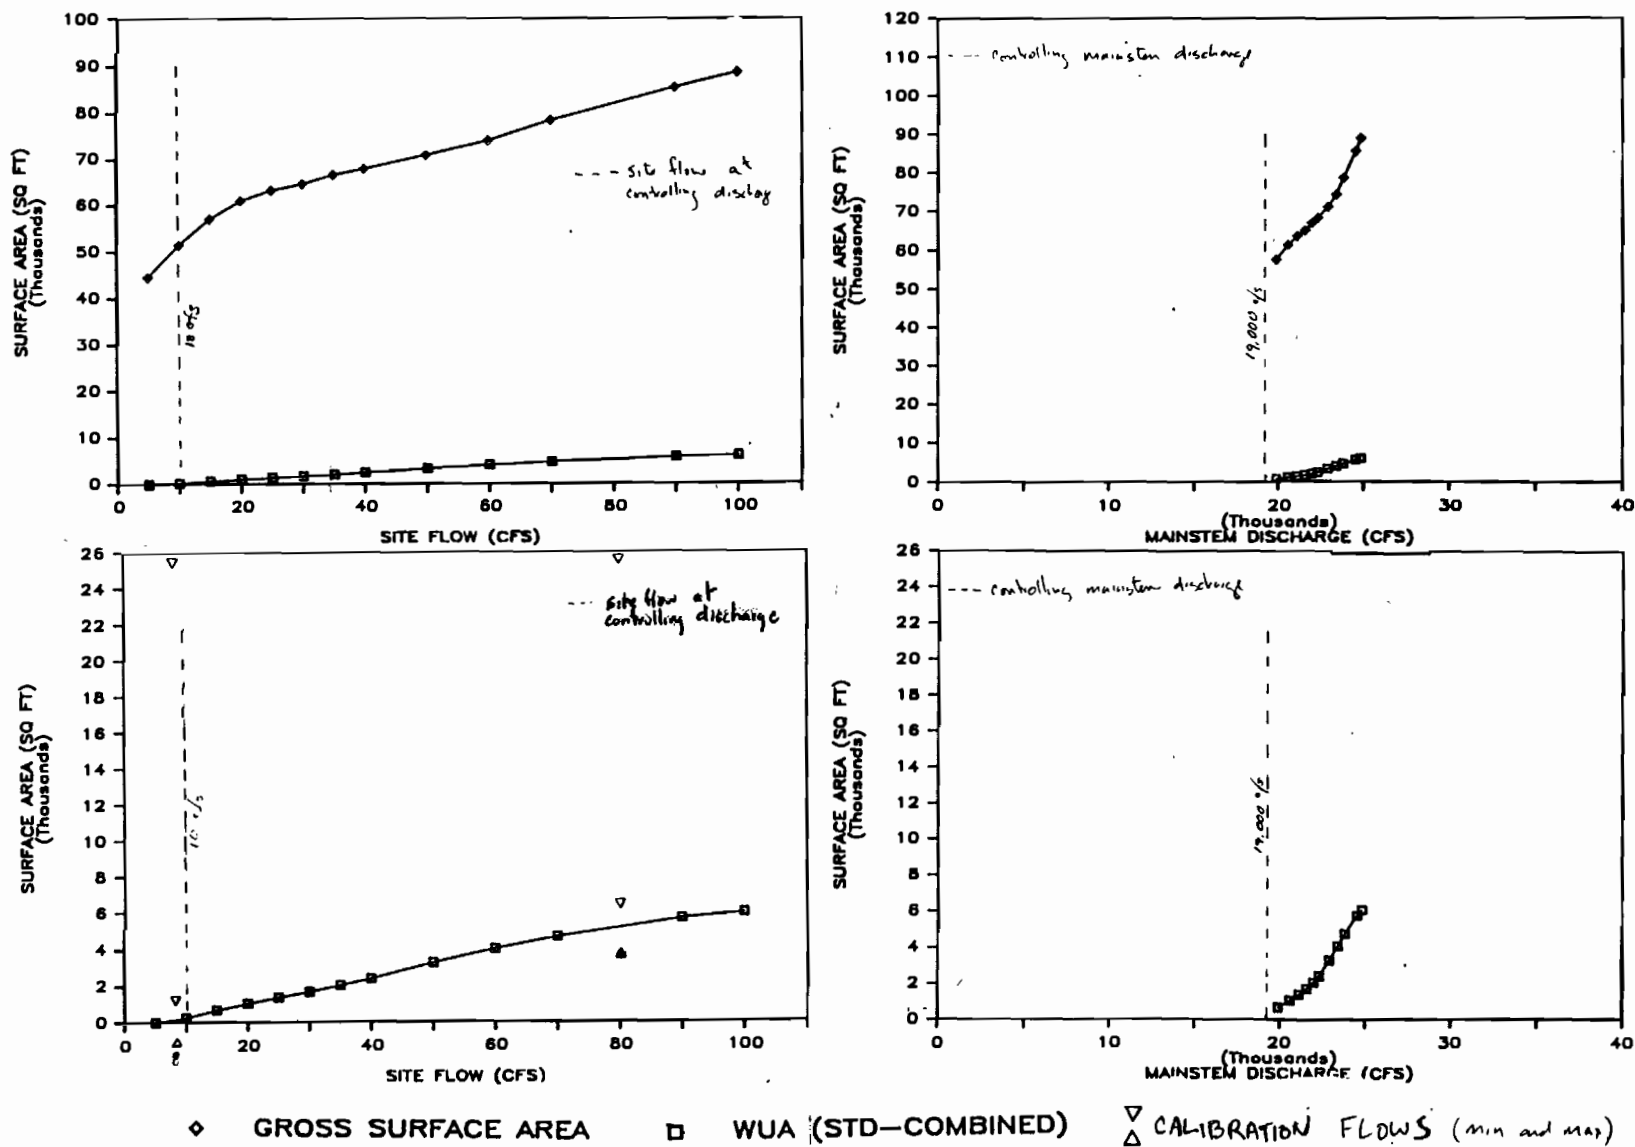 100
90
80
70
60
50
40
30
20
10
0
SURFACE AREA (SQ FT)
(Thousands)
10 cfs
--- site flow at
controlling discharg
0 20 40 60 80 100
SITE FLOW (CFS)
120
110
100
90
80
70
60
50
40
30
20
10
0
SURFACE AREA (SQ FT)
(Thousands)
--- controlling mainstem discharge
19,000 cfs
0 10 20 30 40
(Thousands)
MAINSTEM DISCHARGE (CFS)
26
24
22
20
18
16
14
12
10
8
6
4
2
0
SURFACE AREA (SQ FT)
(Thousands)
10 cfs
--- site flow at
controlling discharge
8
0 20 40 60 80 100
SITE FLOW (CFS)
26
24
22
20
18
16
14
12
10
8
6
4
2
0
SURFACE AREA (SQ FT)
(Thousands)
--- controlling mainstem discharge
19,000 cfs
0 10 20 30 40
(Thousands)
MAINSTEM DISCHARGE (CFS)
GROSS SURFACE AREA WUA (STD-COMBINED) CALIBRATION FLOWS (min and max)